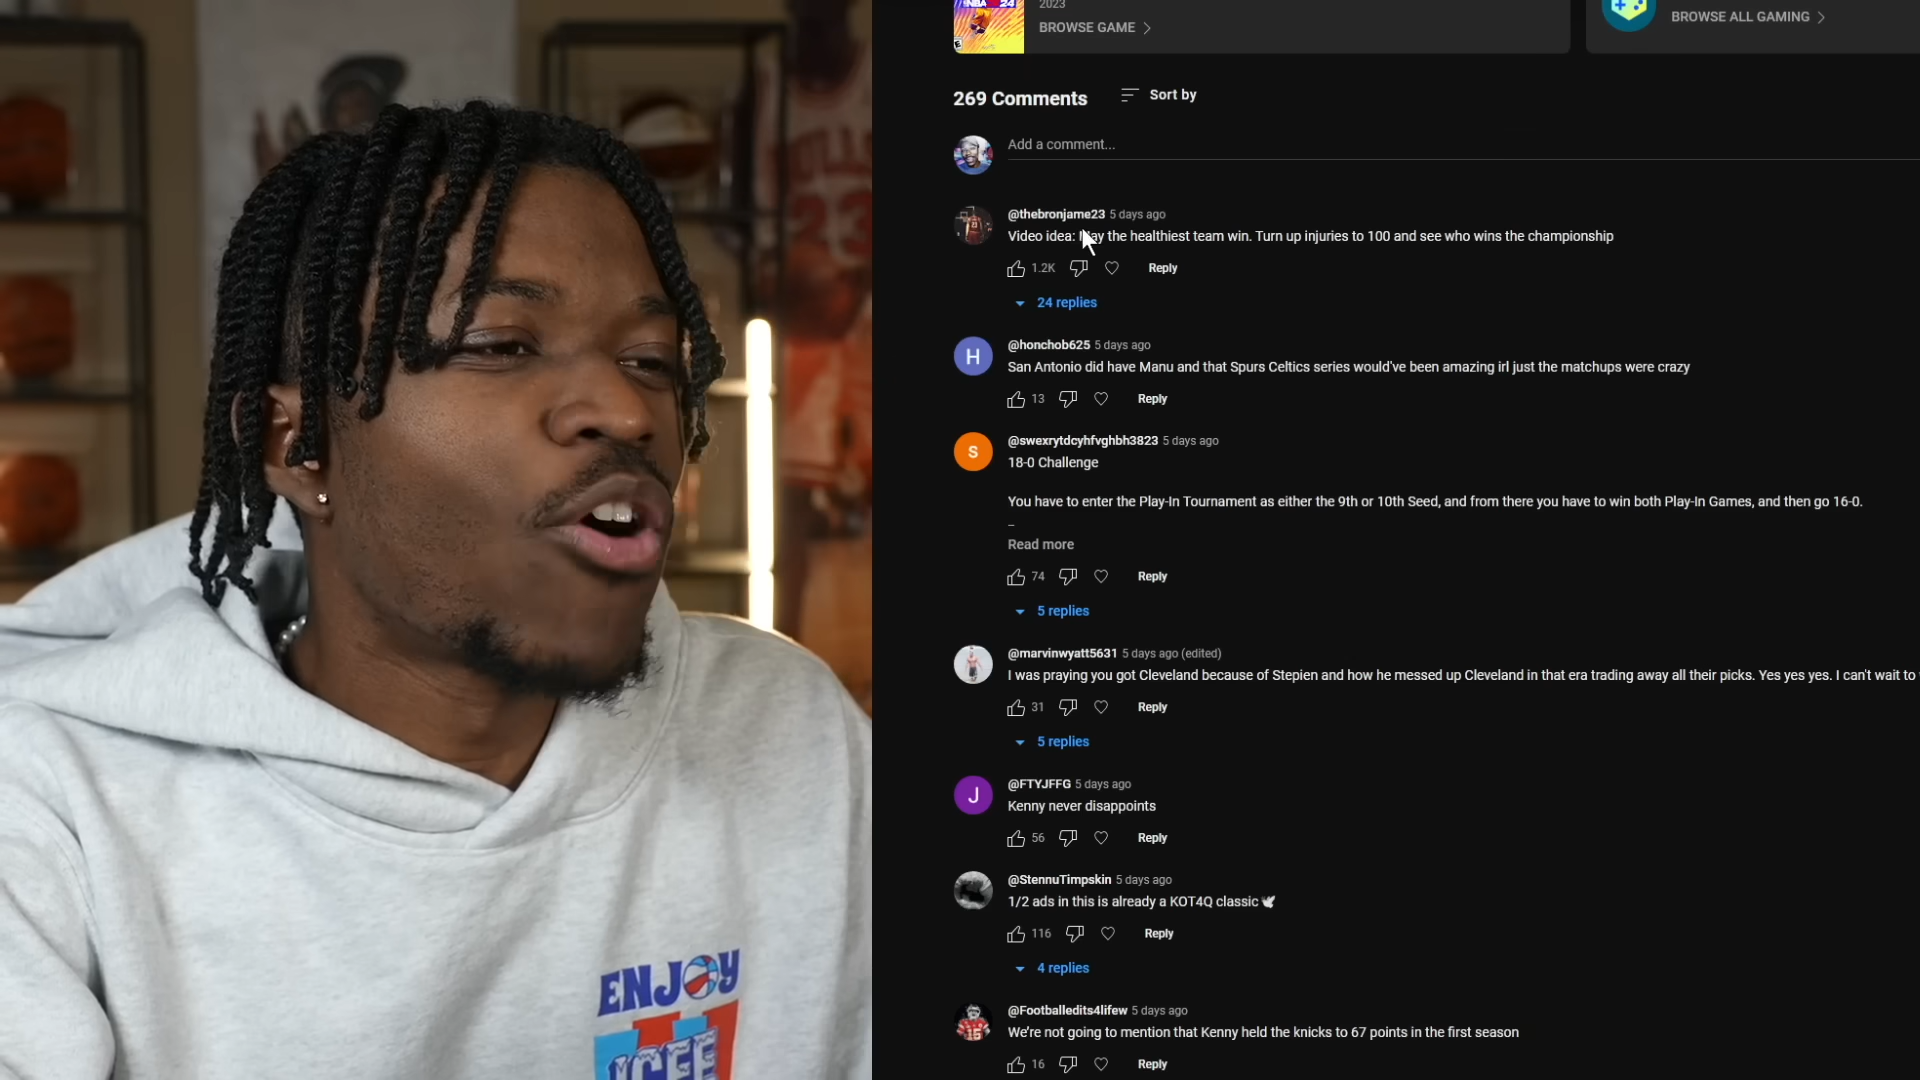 NBA 24
2023
BROWSE GAME
BROWSE ALL GAMING
269 Comments
Sort by
Add a comment...
@thebronjame23 5 days ago
Video idea: May the healthiest team win. Turn up injuries to 100 and see who wins the championship
1.2K
Reply
24 replies
H
@honchob625 5 days ago
San Antonio did have Manu and that Spurs Celtics series would've been amazing irl just the matchups were crazy
13
Reply
S
@swexrytdcyhfvghbh3823 5 days ago
18-0 Challenge
You have to enter the Play-In Tournament as either the 9th or 10th Seed, and from there you have to win both Play-In Games, and then go 16-0.
–
Read more
74
Reply
5 replies
@marvinwyatt5631 5 days ago (edited)
I was praying you got Cleveland because of Stepien and how he messed up Cleveland in that era trading away all their picks. Yes yes yes. I can't wait to
31
Reply
5 replies
J
@FTYJFFG 5 days ago
Kenny never disappoints
56
Reply
@StennuTimpskin 5 days ago
1/2 ads in this is already a KOT4Q classic 🕊
116
Reply
4 replies
@Footballedits4lifew 5 days ago
We're not going to mention that Kenny held the knicks to 67 points in the first season
16
Reply
ENJOY
23